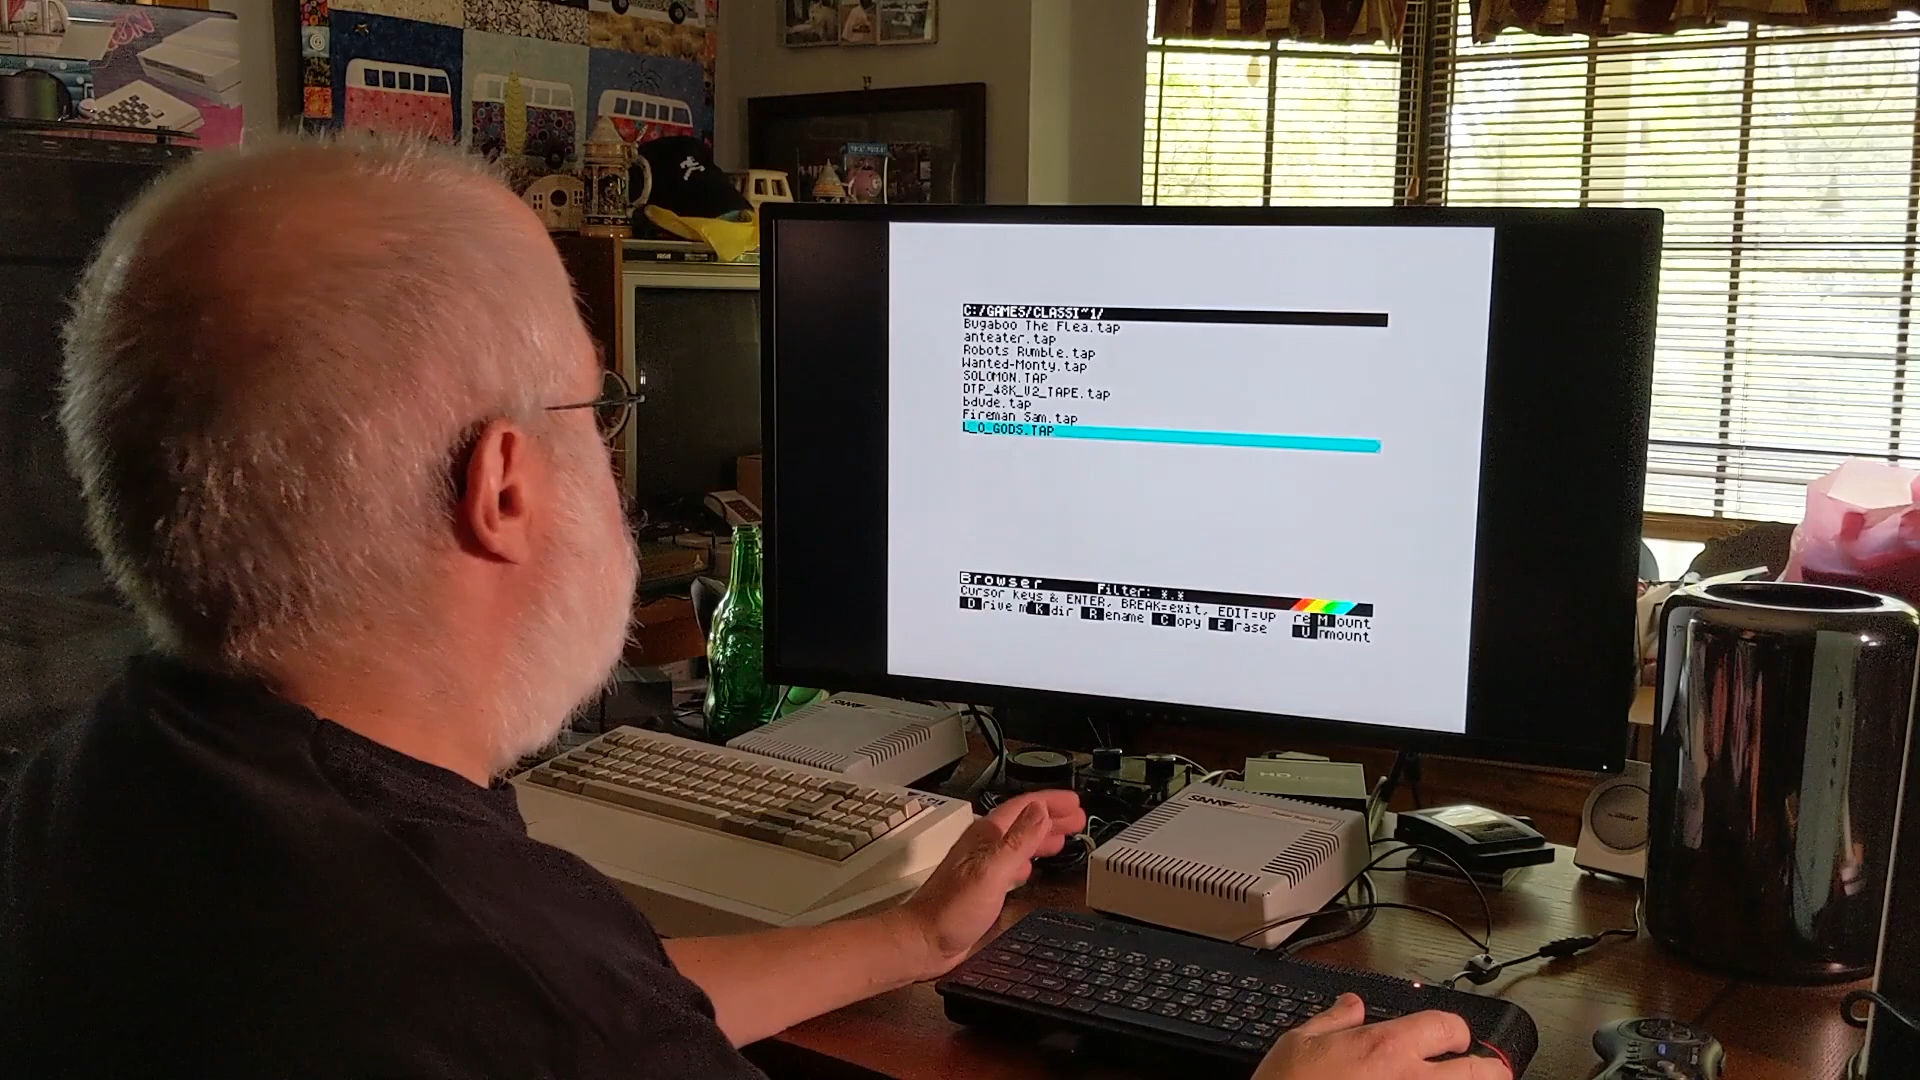 C:/GAMES/CLASSI~1/
Bugaboo The Flea.tap
anteater.tap
Robots Rumble.tap
Wanted-Monty.tap
SOLOMON.TAP
DTP_48K_V2_TAPE.tap
bdude.tap
Fireman Sam.tap
L_O_GODS.TAP
Browser Filter: *.*
Cursor keys & ENTER, BREAK=exit, EDIT=up reMount
Drive mKdir Rename Copy Erase Unmount
SAM
SAM
HD